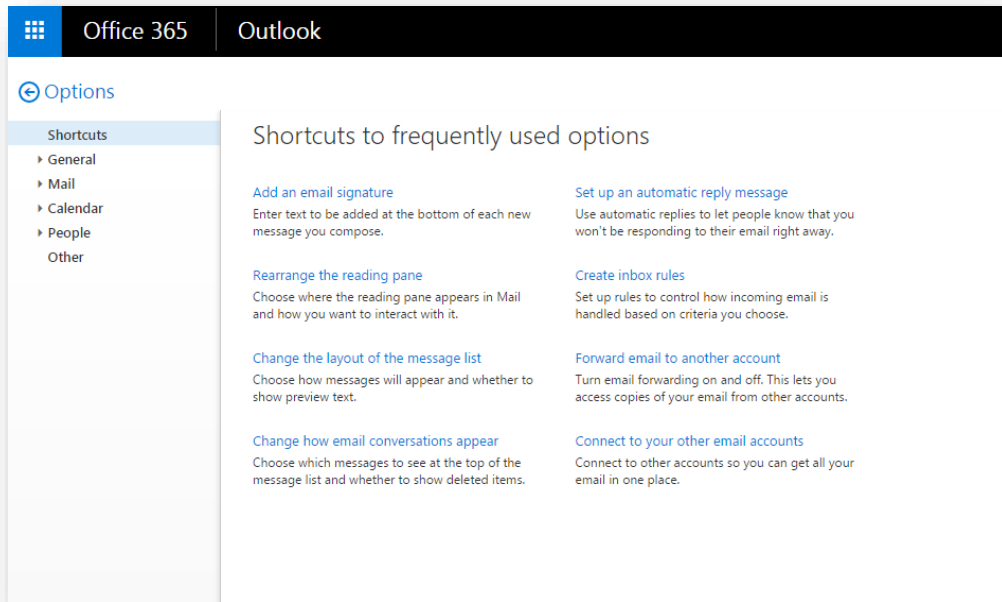 Office 365
Outlook
Options
Shortcuts
General
Mail
Calendar
People
Other
Shortcuts to frequently used options
Add an email signature
Enter text to be added at the bottom of each new
message you compose.
Set up an automatic reply message
Use automatic replies to let people know that you
won't be responding to their email right away.
Rearrange the reading pane
Choose where the reading pane appears in Mail
and how you want to interact with it.
Create inbox rules
Set up rules to control how incoming email is
handled based on criteria you choose.
Change the layout of the message list
Choose how messages will appear and whether to
show preview text.
Forward email to another account
Turn email forwarding on and off. This lets you
access copies of your email from other accounts.
Change how email conversations appear
Choose which messages to see at the top of the
message list and whether to show deleted items.
Connect to your other email accounts
Connect to other accounts so you can get all your
email in one place.